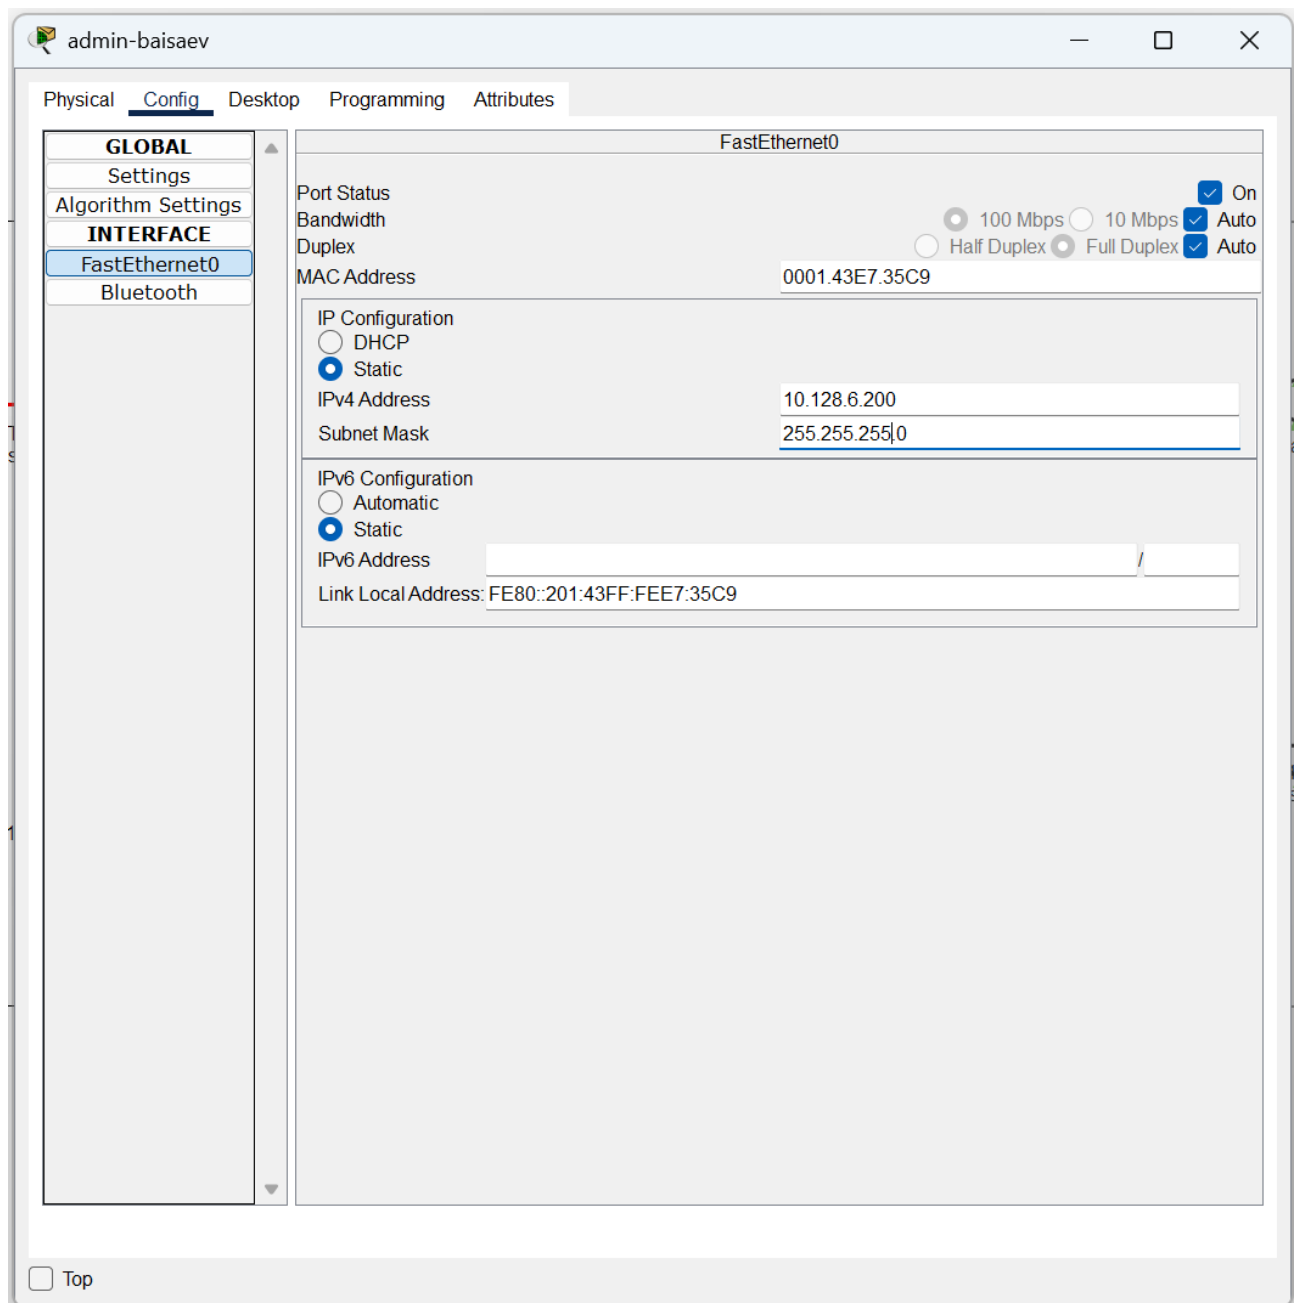 admin-baisaev
Physical Config Desktop Programming Attributes
GLOBAL
Settings
Algorithm Settings
INTERFACE
FastEthernet0
Bluetooth
FastEthernet0
Port Status On
Bandwidth 100 Mbps 10 Mbps Auto
Duplex Half Duplex Full Duplex Auto
MAC Address 0001.43E7.35C9
IP Configuration
DHCP
Static
IPv4 Address 10.128.6.200
Subnet Mask 255.255.255.0
IPv6 Configuration
Automatic
Static
IPv6 Address /
Link Local Address: FE80::201:43FF:FEE7:35C9
Top